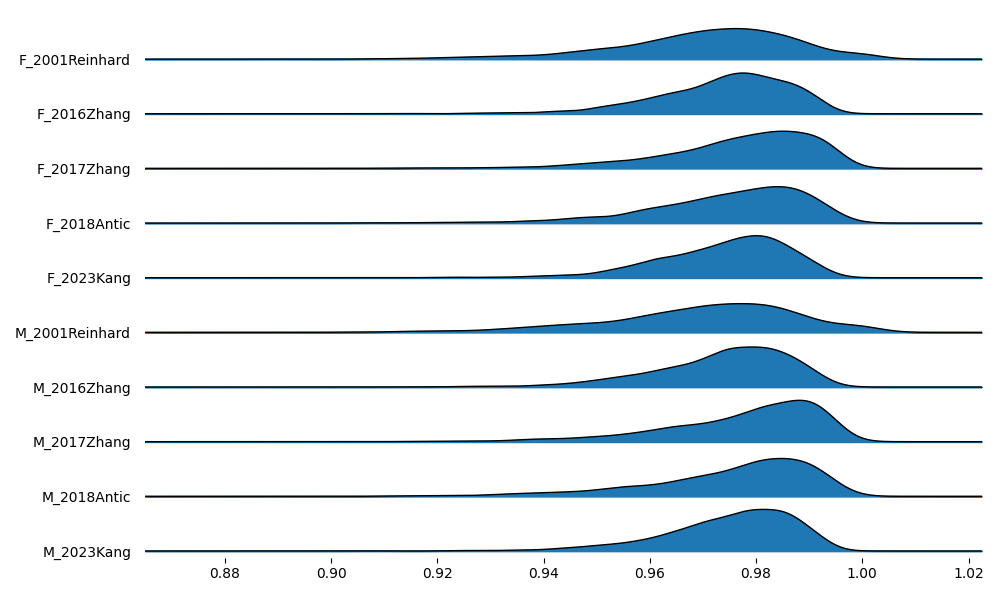 F_2001Reinhard
F_2016Zhang
F_2017Zhang
F_2018Antic
F_2023Kang
M_2001Reinhard
M_2016Zhang
M_2017Zhang
M_2018Antic
M_2023Kang
0.88 0.90 0.92 0.94 0.96 0.98 1.00 1.02